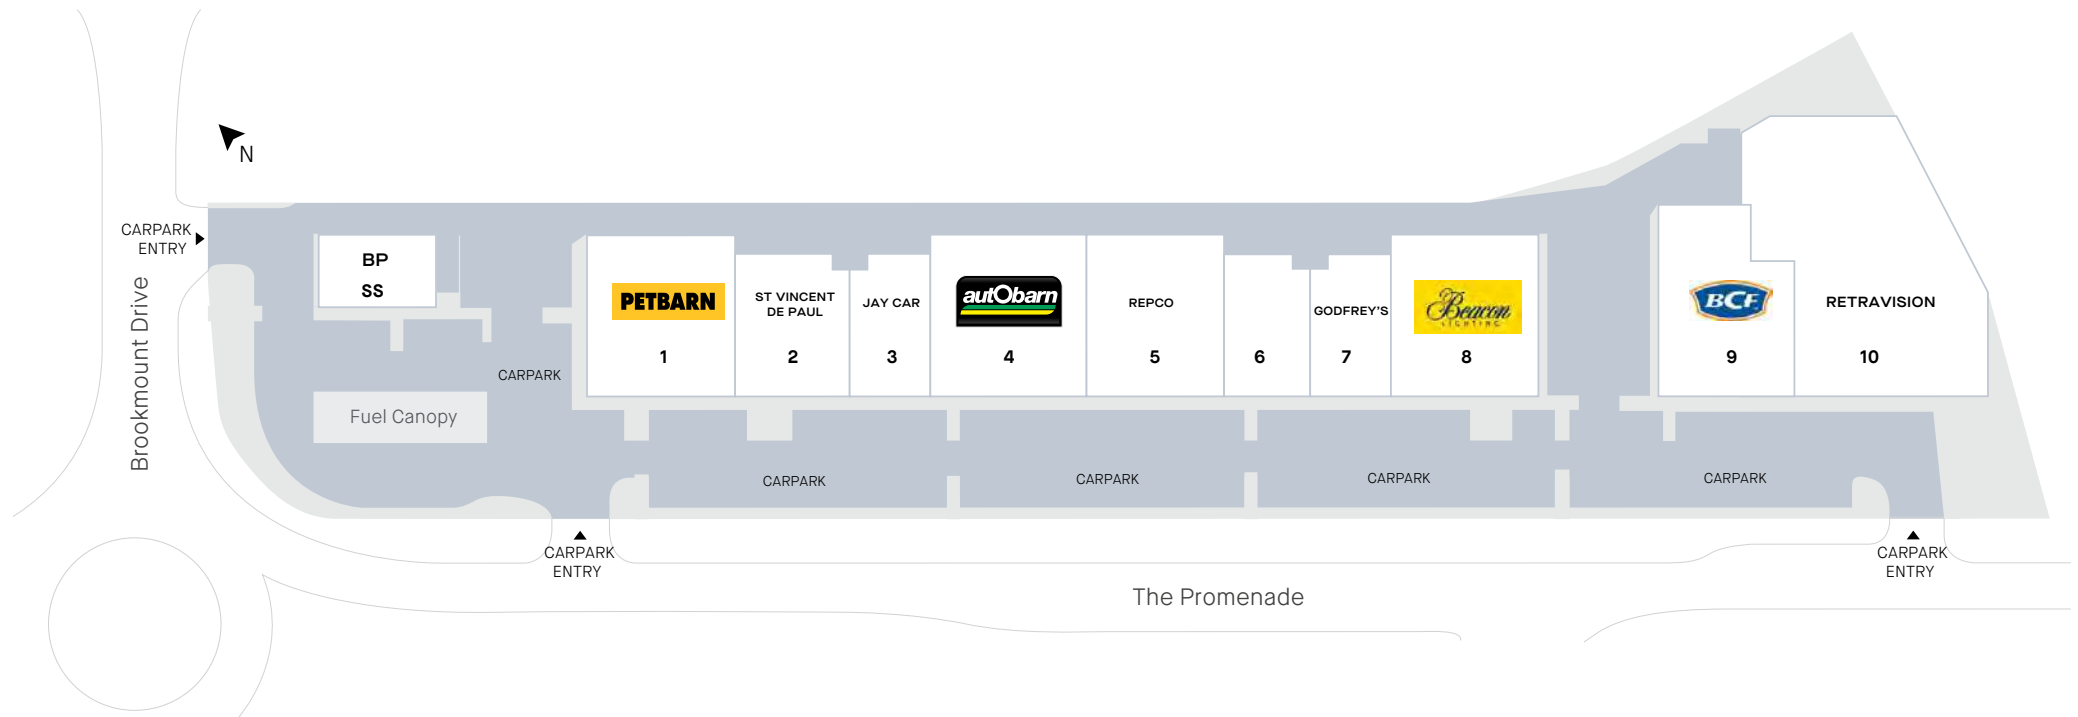 N
CARPARK
ENTRY
Brookmount Drive
BP
SS
Fuel Canopy
CARPARK
PETBARN
1
ST VINCENT
DE PAUL
2
JAY CAR
3
autObarn
4
REPCO
5
6
GODFREY'S
7
Beacon
LIGHTING
8
BCF
9
RETRAVISION
10
CARPARK
CARPARK
CARPARK
CARPARK
CARPARK
ENTRY
CARPARK
ENTRY
The Promenade